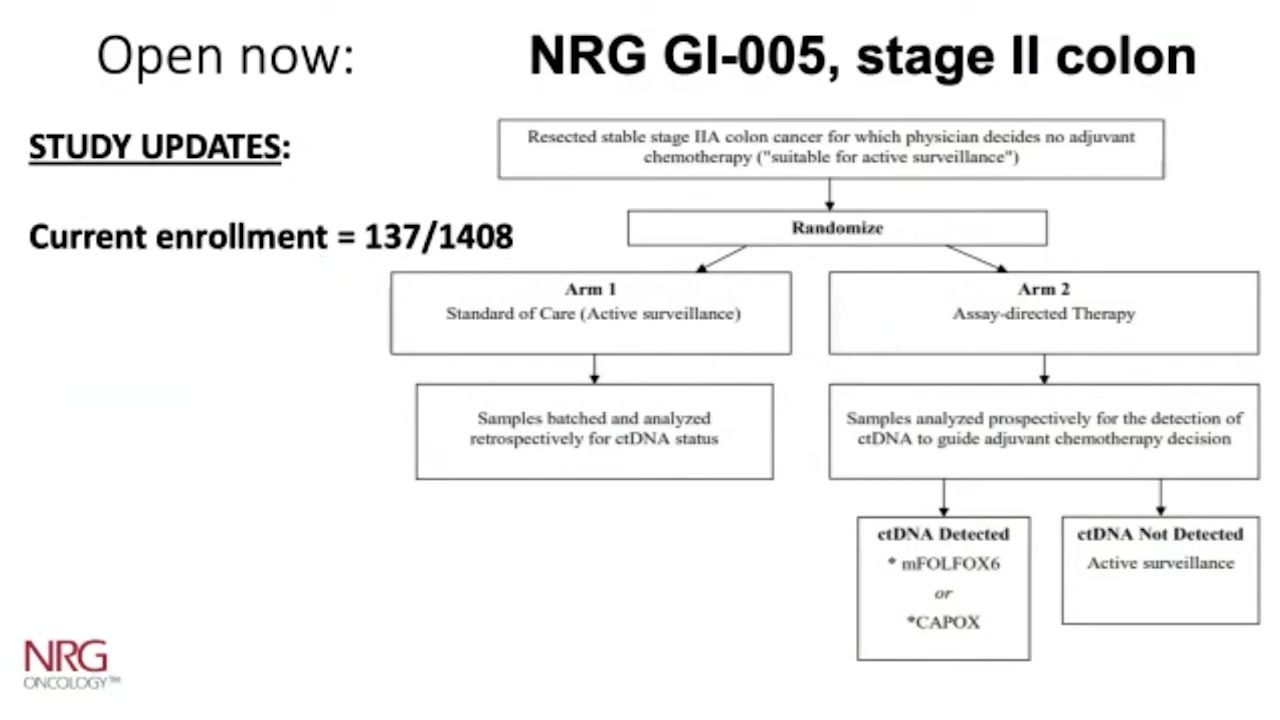 Open now:
NRG GI-005, stage II colon
STUDY UPDATES:
Current enrollment = 137/1408
Resected stable stage IIA colon cancer for which physician decides no adjuvant
chemotherapy ("suitable for active surveillance")
Randomize
Arm 1
Standard of Care (Active surveillance)
Arm 2
Assay-directed Therapy
Samples batched and analyzed
retrospectively for ctDNA status
Samples analyzed prospectively for the detection of
ctDNA to guide adjuvant chemotherapy decision
ctDNA Detected
* mFOLFOX6
or
*CAPOX
ctDNA Not Detected
Active surveillance
NRG
ONCOLOGY™